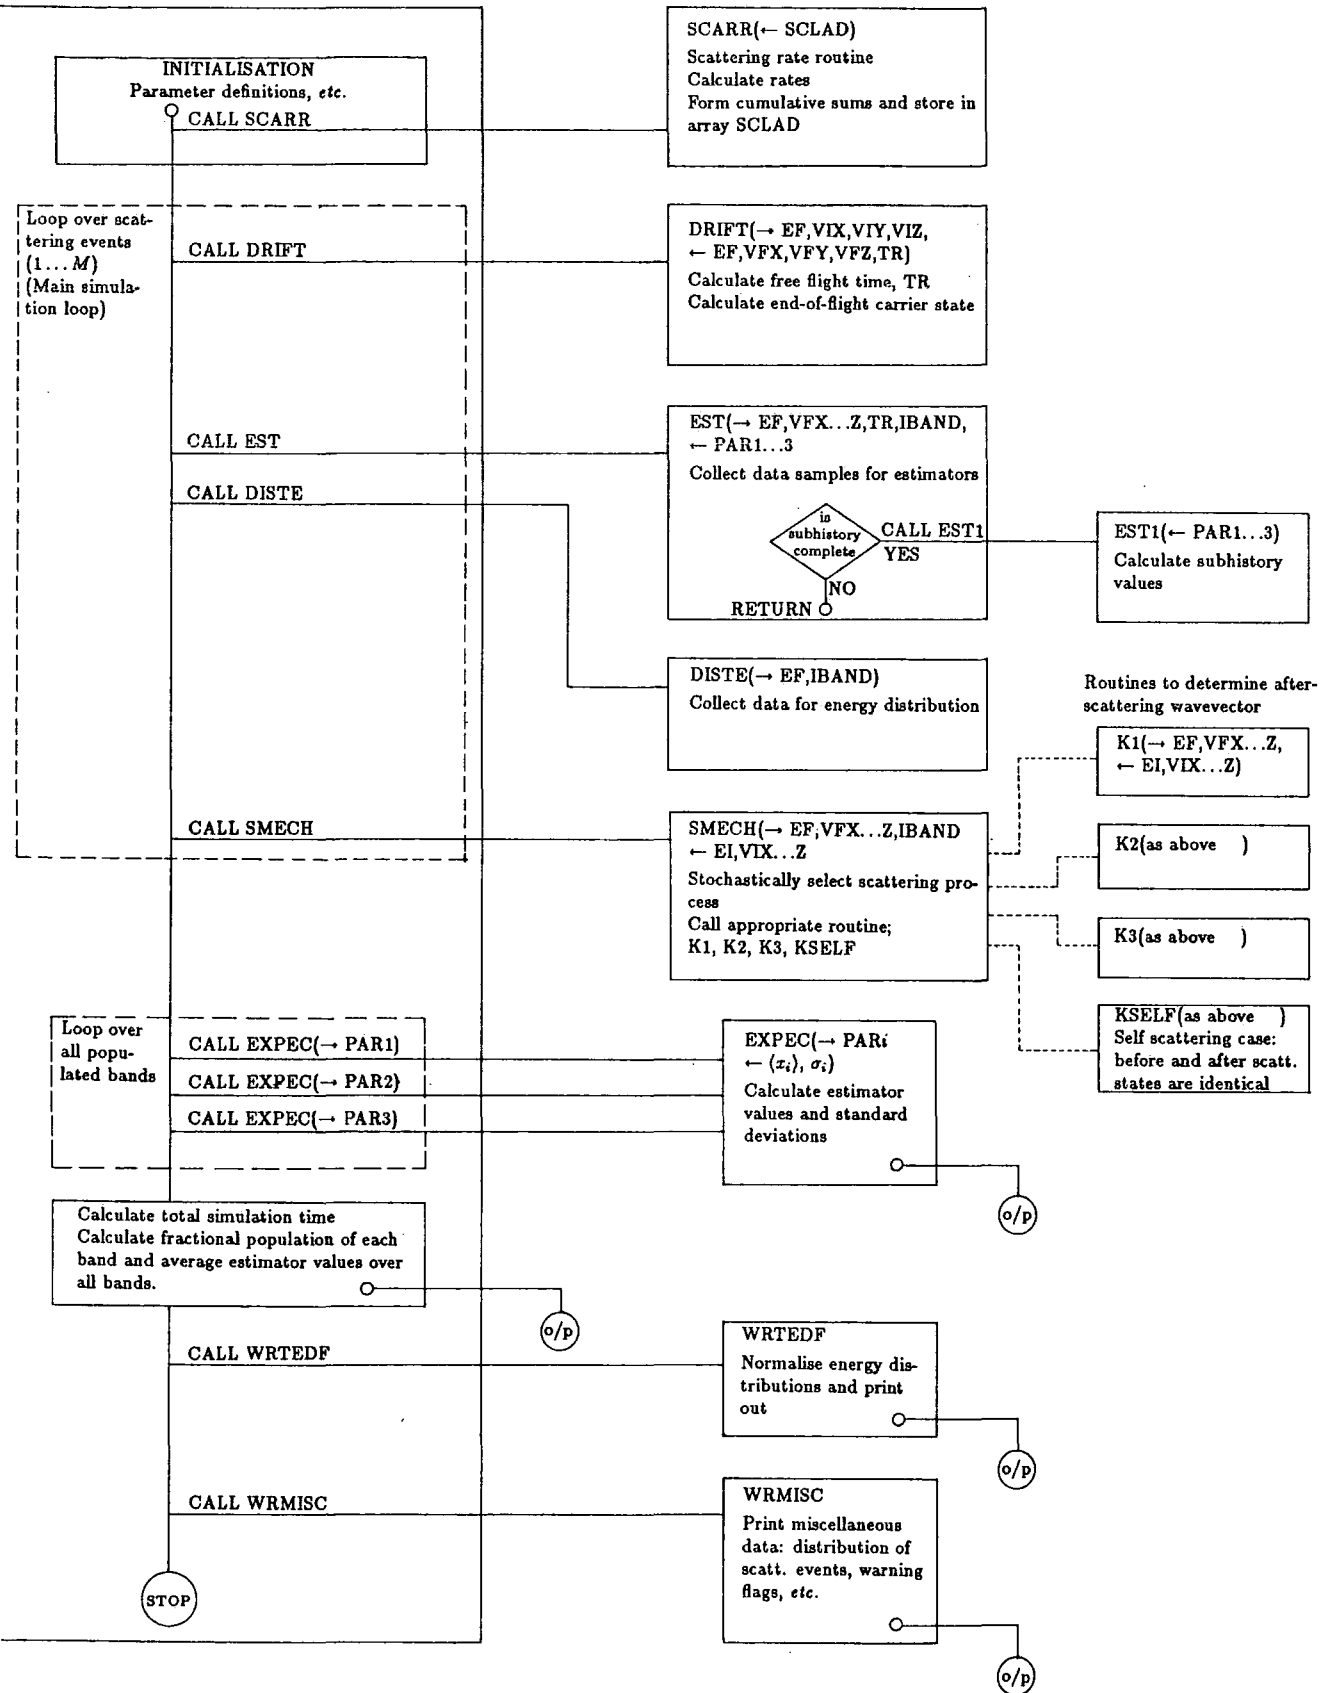 INITIALISATION
Parameter definitions, etc.
CALL SCARR
SCARR(← SCLAD)
Scattering rate routine
Calculate rates
Form cumulative sums and store in
array SCLAD
Loop over scat-
tering events
(1...M)
(Main simula-
tion loop)
CALL DRIFT
DRIFT(→ EF,VIX,VIY,VIZ,
← EF,VFX,VFY,VFZ,TR)
Calculate free flight time, TR
Calculate end-of-flight carrier state
CALL EST
EST(→ EF,VFX...Z,TR,IBAND,
← PAR1...3
Collect data samples for estimators
is
subhistory
complete
CALL EST1
YES
NO
RETURN
EST1(← PAR1...3)
Calculate subhistory
values
CALL DISTE
DISTE(→ EF,IBAND)
Collect data for energy distribution
Routines to determine after-
scattering wavevector
K1(→ EF,VFX...Z,
← EI,VIX...Z)
CALL SMECH
SMECH(→ EF,VFX...Z,IBAND
← EI,VIX...Z
Stochastically select scattering pro-
cess
Call appropriate routine;
K1, K2, K3, KSELF
K2(as above )
K3(as above )
KSELF(as above )
Self scattering case:
before and after scatt.
states are identical
Loop over
all popu-
lated bands
CALL EXPEC(→ PAR1)
CALL EXPEC(→ PAR2)
CALL EXPEC(→ PAR3)
EXPEC(→ PARi
← ⟨xᵢ⟩, σᵢ)
Calculate estimator
values and standard
deviations
o/p
Calculate total simulation time
Calculate fractional population of each
band and average estimator values over
all bands.
o/p
CALL WRTEDF
WRTEDF
Normalise energy dis-
tributions and print
out
o/p
CALL WRMISC
WRMISC
Print miscellaneous
data: distribution of
scatt. events, warning
flags, etc.
o/p
STOP